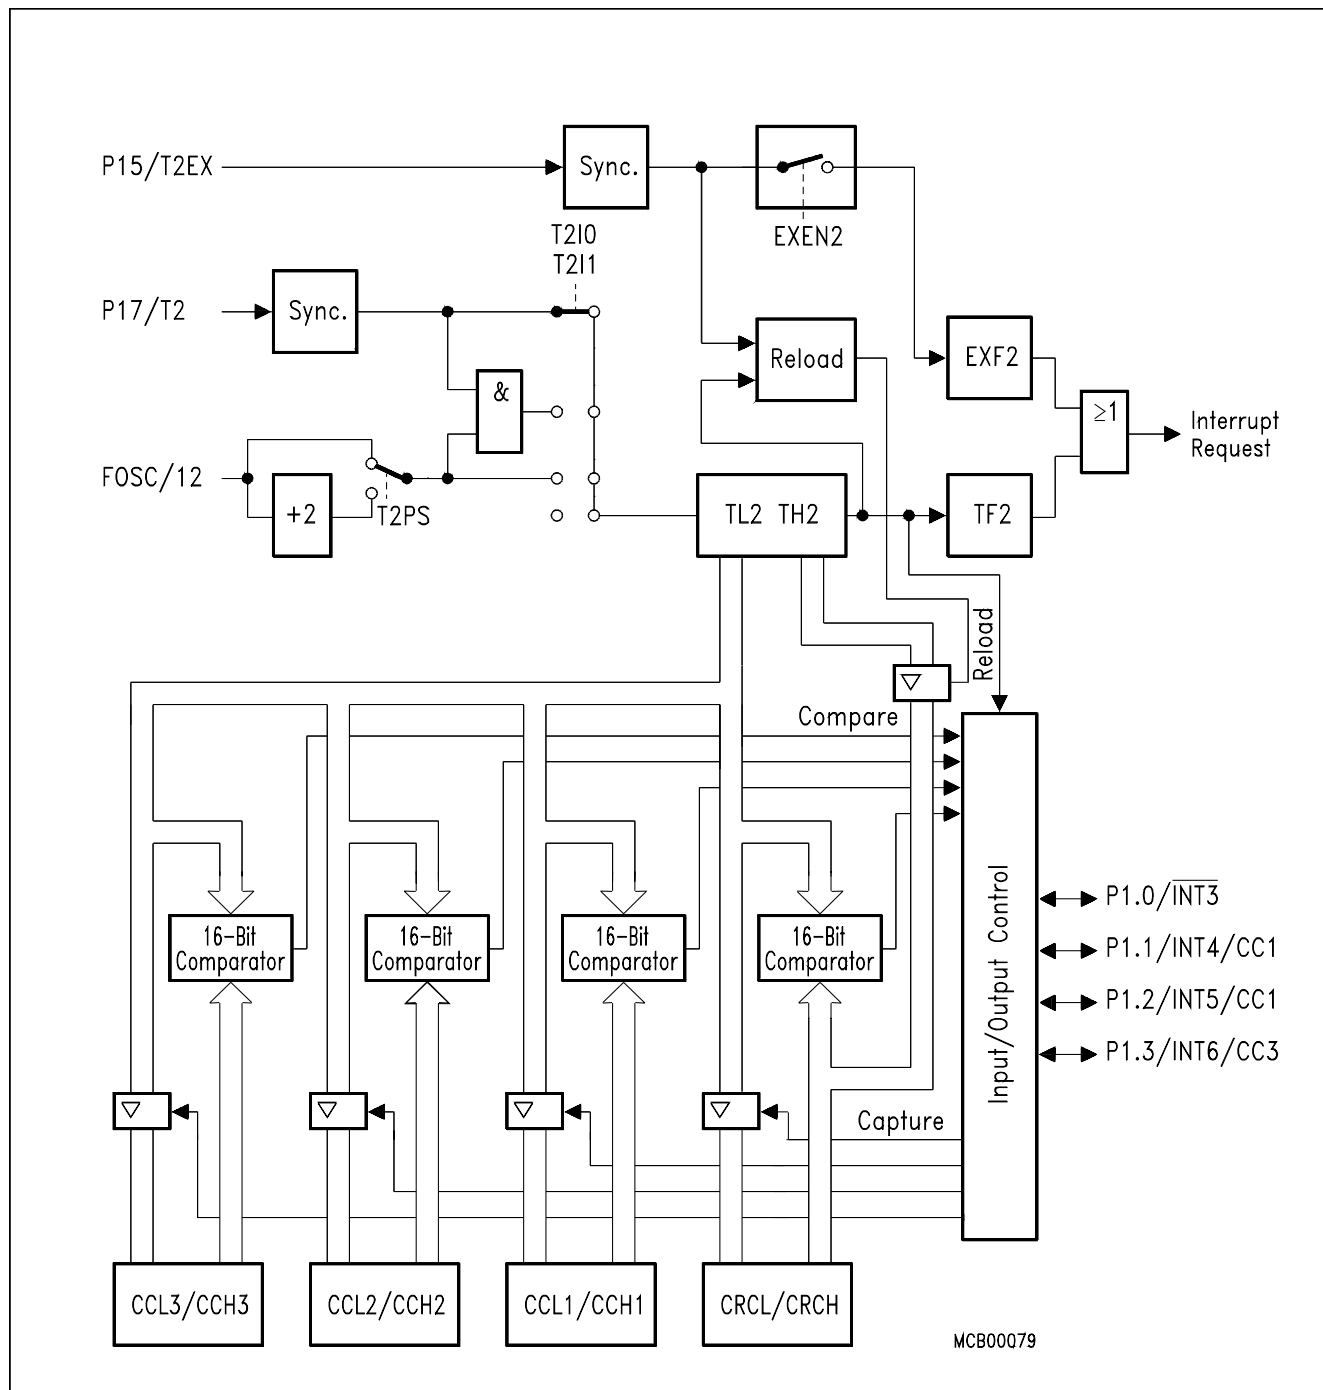 P15/T2EX
Sync.
EXEN2
T2I0
T2I1
P17/T2
Sync.
Reload
EXF2
&
≥1
Interrupt
Request
FOSC/12
+2
T2PS
TL2 TH2
TF2
Reload
Compare
16-Bit
Comparator
16-Bit
Comparator
16-Bit
Comparator
16-Bit
Comparator
Input/Output Control
P1.0/I̅N̅T̅3̅
P1.1/INT4/CC1
P1.2/INT5/CC1
P1.3/INT6/CC3
Capture
CCL3/CCH3
CCL2/CCH2
CCL1/CCH1
CRCL/CRCH
MCB00079